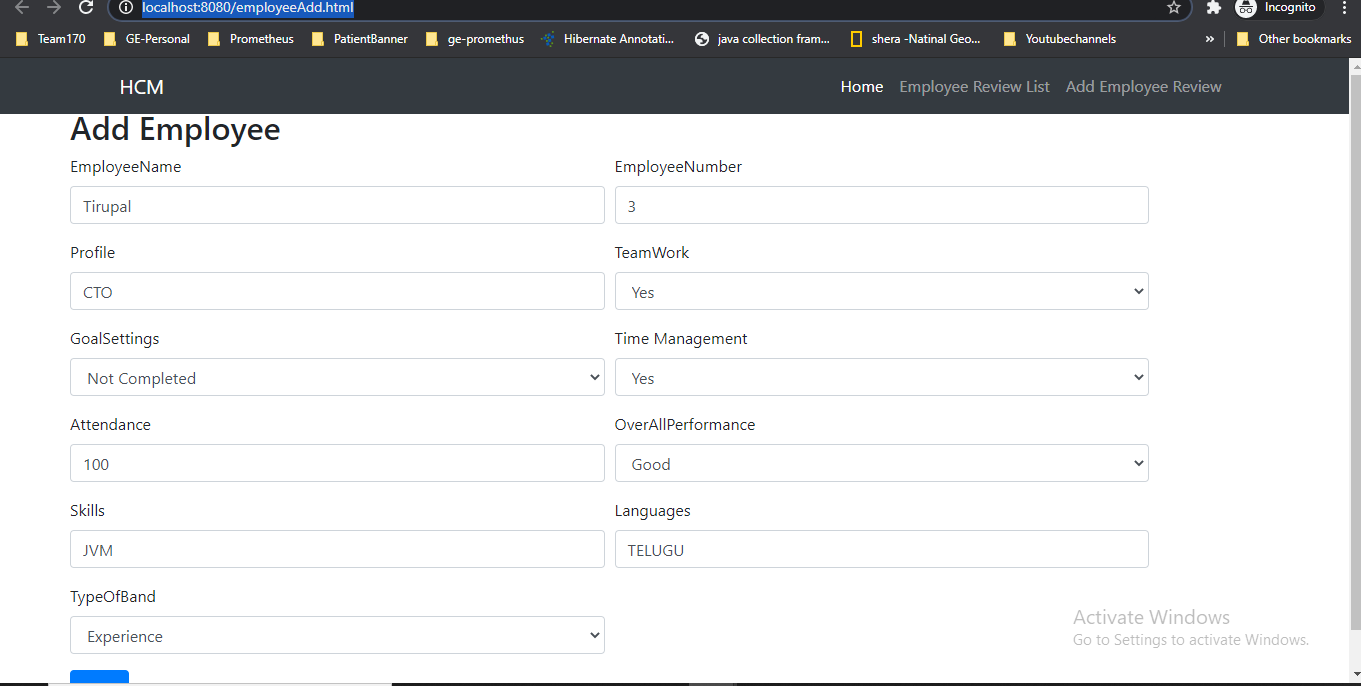 localhost:8080/employeeAdd.html Incognito
Team170 GE-Personal Prometheus PatientBanner ge-promethus Hibernate Annotati... java collection fram... shera -Natinal Geo... Youtubechannels » Other bookmarks
HCM Home Employee Review List Add Employee Review
Add Employee
EmployeeName EmployeeNumber
Tirupal 3
Profile TeamWork
CTO Yes
GoalSettings Time Management
Not Completed Yes
Attendance OverAllPerformance
100 Good
Skills Languages
JVM TELUGU
TypeOfBand
Experience
Activate Windows
Go to Settings to activate Windows.